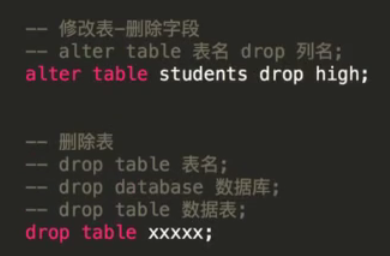 -- 修改表-删除字段
-- alter table 表名 drop 列名;
alter table students drop high;
-- 删除表
-- drop table 表名;
-- drop database 数据库;
-- drop table 数据表;
drop table xxxxx;